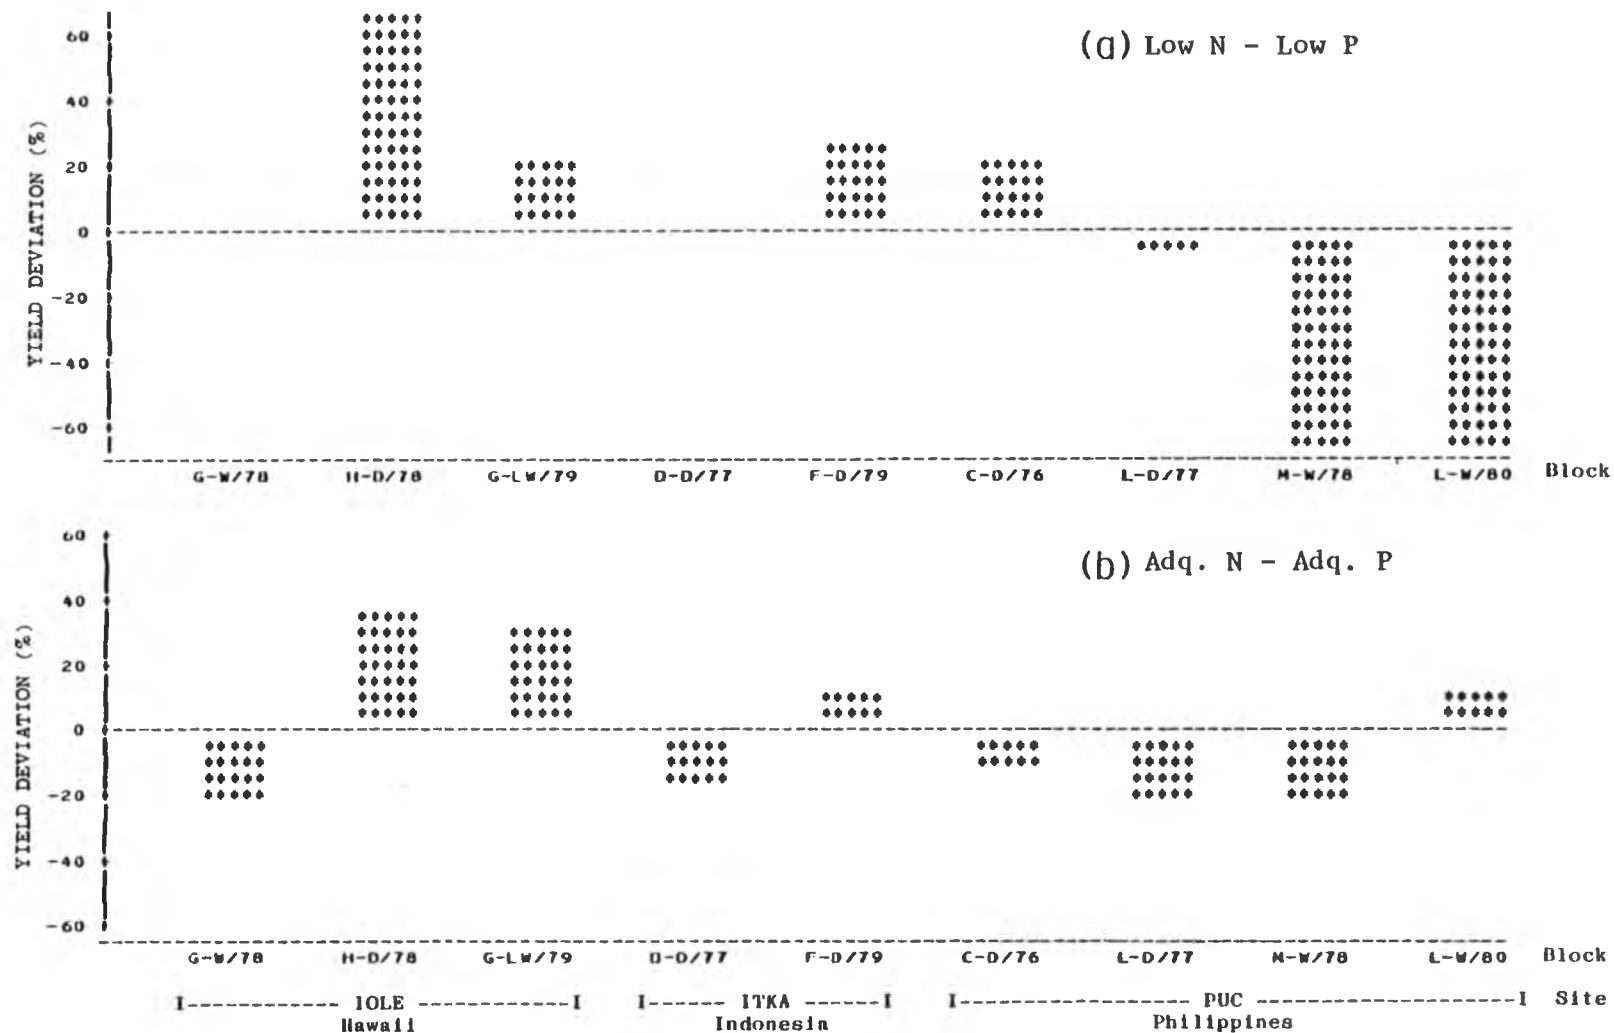 (a) Low N - Low P
YIELD DEVIATION (%)
60
40
20
0
-20
-40
-60
G-W/78 H-D/78 G-LW/79 D-D/77 F-D/79 C-D/76 L-D/77 M-W/78 L-W/80 Block
(b) Adq. N - Adq. P
YIELD DEVIATION (%)
60
40
20
0
-20
-40
-60
G-W/78 H-D/78 G-LW/79 D-D/77 F-D/79 C-D/76 L-D/77 M-W/78 L-W/80 Block
I---------- IOLE ----------I I------ ITKA ------I I---------------- PUC ----------------I Site
Hawaii Indonesia Philippines